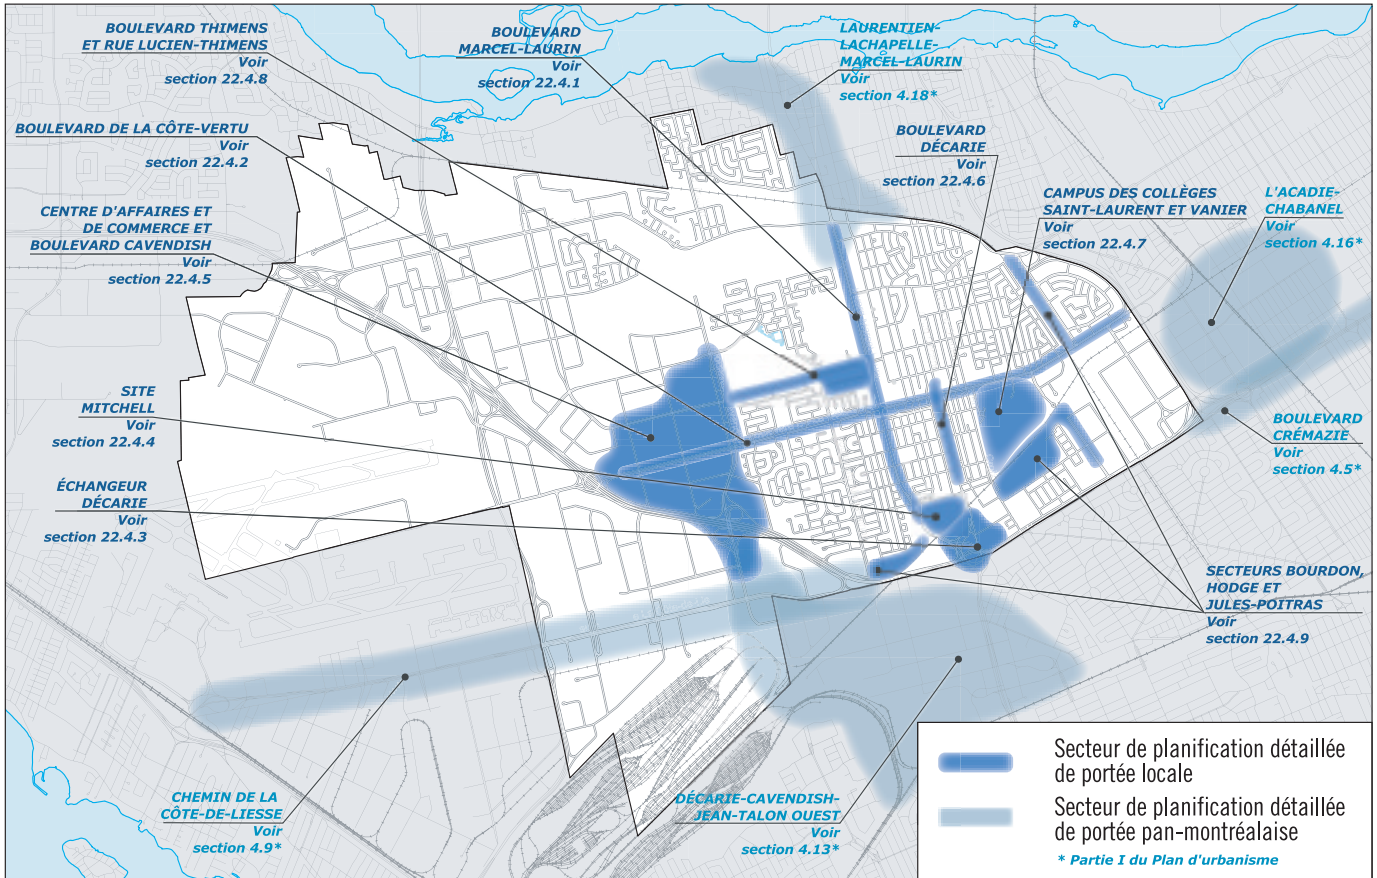 BOULEVARD THIMENS
ET RUE LUCIEN-THIMENS
Voir
section 22.4.8
BOULEVARD
MARCEL-LAURIN
Voir
section 22.4.1
LAURENTIEN-
LACHAPELLE-
MARCEL-LAURIN
Voir
section 4.18*
BOULEVARD DE LA CÔTE-VERTU
Voir
section 22.4.2
BOULEVARD
DÉCARIE
Voir
section 22.4.6
CAMPUS DES COLLÈGES
SAINT-LAURENT ET VANIER
Voir
section 22.4.7
L'ACADIE-
CHABANEL
Voir
section 4.16*
CENTRE D'AFFAIRES ET
DE COMMERCE ET
BOULEVARD CAVENDISH
Voir
section 22.4.5
SITE
MITCHELL
Voir
section 22.4.4
BOULEVARD
CRÉMAZIE
Voir
section 4.5*
ÉCHANGEUR
DÉCARIE
Voir
section 22.4.3
SECTEURS BOURDON,
HODGE ET
JULES-POITRAS
Voir
section 22.4.9
CHEMIN DE LA
CÔTE-DE-LIESSE
Voir
section 4.9*
DÉCARIE-CAVENDISH-
JEAN-TALON OUEST
Voir
section 4.13*
Secteur de planification détaillée
de portée locale
Secteur de planification détaillée
de portée pan-montréalaise
* Partie I du Plan d'urbanisme